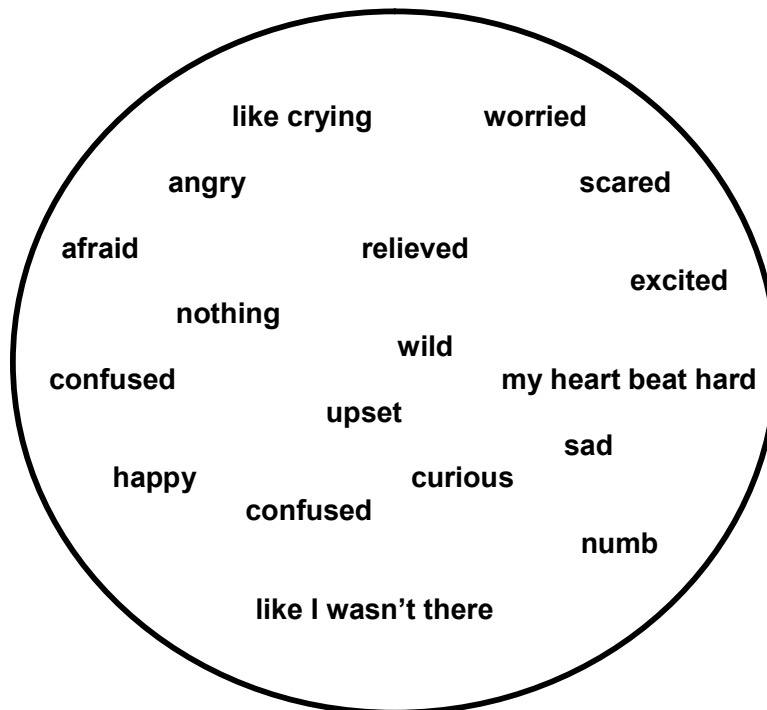 like crying
worried
angry
scared
afraid
relieved
excited
nothing
wild
confused
my heart beat hard
upset
sad
happy
curious
confused
numb
like I wasn’t there